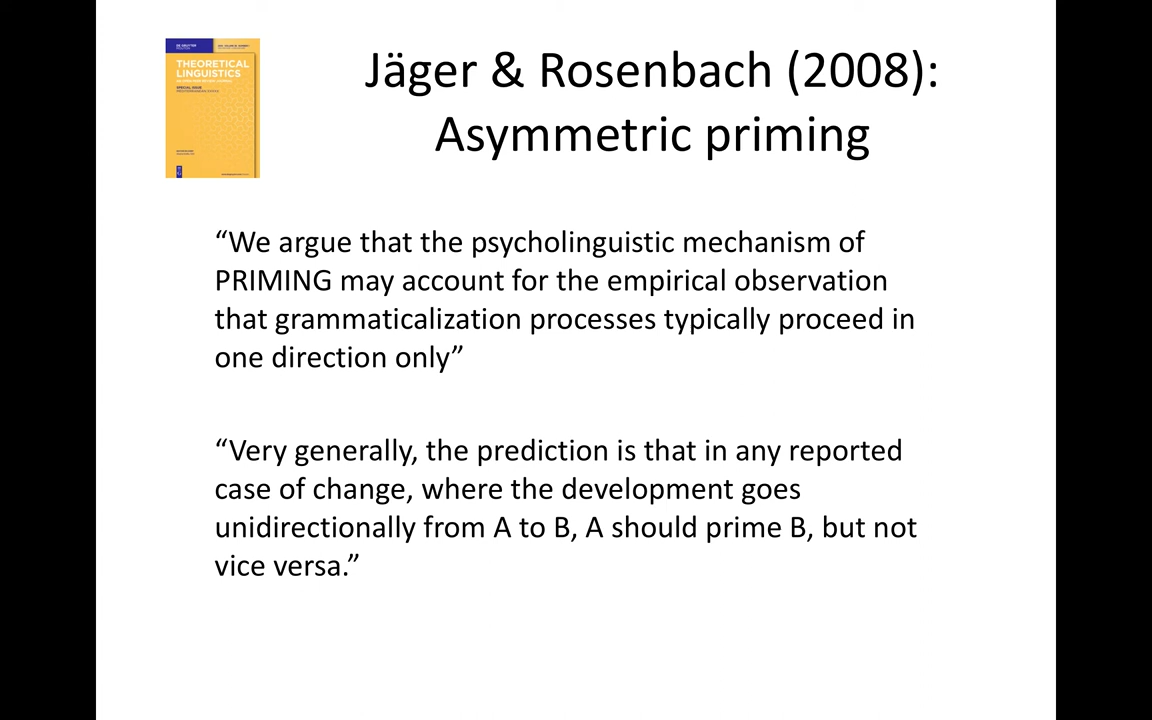 Jäger & Rosenbach (2008):
Asymmetric priming
THEORETICAL
LINGUISTICS
SPECIAL ISSUE
“We argue that the psycholinguistic mechanism of
PRIMING may account for the empirical observation
that grammaticalization processes typically proceed in
one direction only”
“Very generally, the prediction is that in any reported
case of change, where the development goes
unidirectionally from A to B, A should prime B, but not
vice versa.”